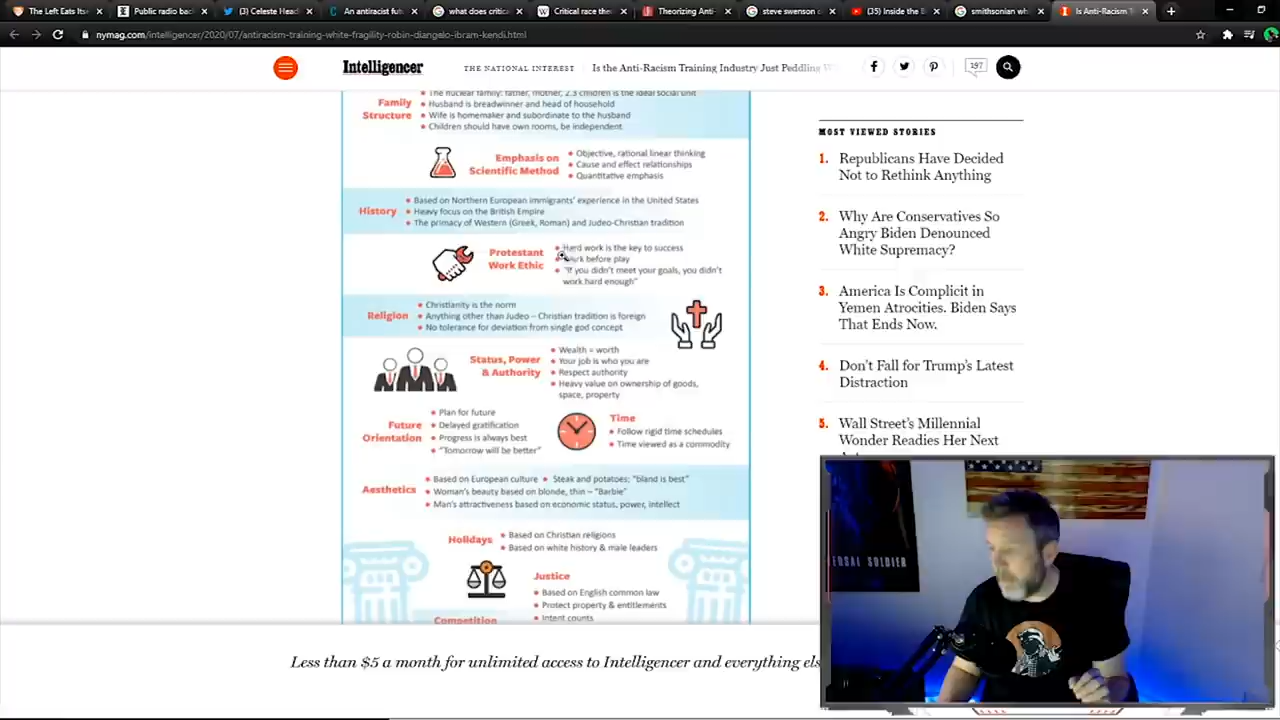 The Left Eats Its
Public radio bac
(3) Celeste Head
An antiracist fut
what does critica
Critical race the
Theorizing Anti-
steve swenson c
(35) Inside the E
smithsonian wh
Is Anti-Racism T
nymag.com/intelligencer/2020/07/antiracism-training-white-fragility-robin-diangelo-ibram-kendi.html
Intelligencer
THE NATIONAL INTEREST
Is the Anti-Racism Training Industry Just Peddling
197
Family
Structure
The nuclear family: father, mother, 2.3 children is the ideal social unit
Husband is breadwinner and head of household
Wife is homemaker and subordinate to the husband
Children should have own rooms, be independent
Emphasis on
Scientific Method
Objective, rational linear thinking
Cause and effect relationships
Quantitative emphasis
History
Based on Northern European immigrants' experience in the United States
Heavy focus on the British Empire
The primacy of Western (Greek, Roman) and Judeo-Christian tradition
Protestant
Work Ethic
Hard work is the key to success
Work before play
"If you didn't meet your goals, you didn't
work hard enough"
Religion
Christianity is the norm
Anything other than Judeo – Christian tradition is foreign
No tolerance for deviation from single god concept
Status, Power
& Authority
Wealth = worth
Your job is who you are
Respect authority
Heavy value on ownership of goods,
space, property
Future
Orientation
Plan for future
Delayed gratification
Progress is always best
"Tomorrow will be better"
Time
Follow rigid time schedules
Time viewed as a commodity
Aesthetics
Based on European culture • Steak and potatoes; "bland is best"
Woman's beauty based on blonde, thin – "Barbie"
Man's attractiveness based on economic status, power, intellect
Holidays
Based on Christian religions
Based on white history & male leaders
Justice
Based on English common law
Protect property & entitlements
Intent counts
Competition
MOST VIEWED STORIES
1. Republicans Have Decided
Not to Rethink Anything
2. Why Are Conservatives So
Angry Biden Denounced
White Supremacy?
3. America Is Complicit in
Yemen Atrocities. Biden Says
That Ends Now.
4. Don't Fall for Trump's Latest
Distraction
5. Wall Street's Millennial
Wonder Readies Her Next
Less than $5 a month for unlimited access to Intelligencer and everything els
SOLDIER